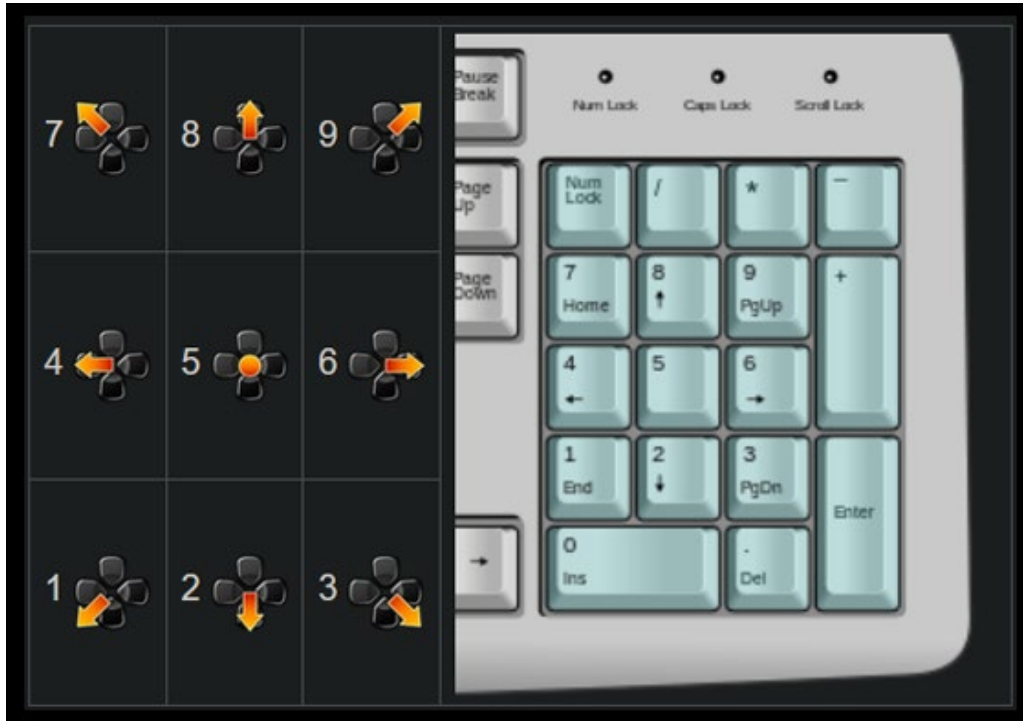 7
8
9
4
5
6
1
2
3
Pause
Break
Num Lock
Caps Lock
Scroll Lock
Page
Up
Page
Down
→
Num
Lock
/
*
−
7
Home
8
↑
9
PgUp
+
4
←
5
6
→
1
End
2
↓
3
PgDn
Enter
0
Ins
.
Del